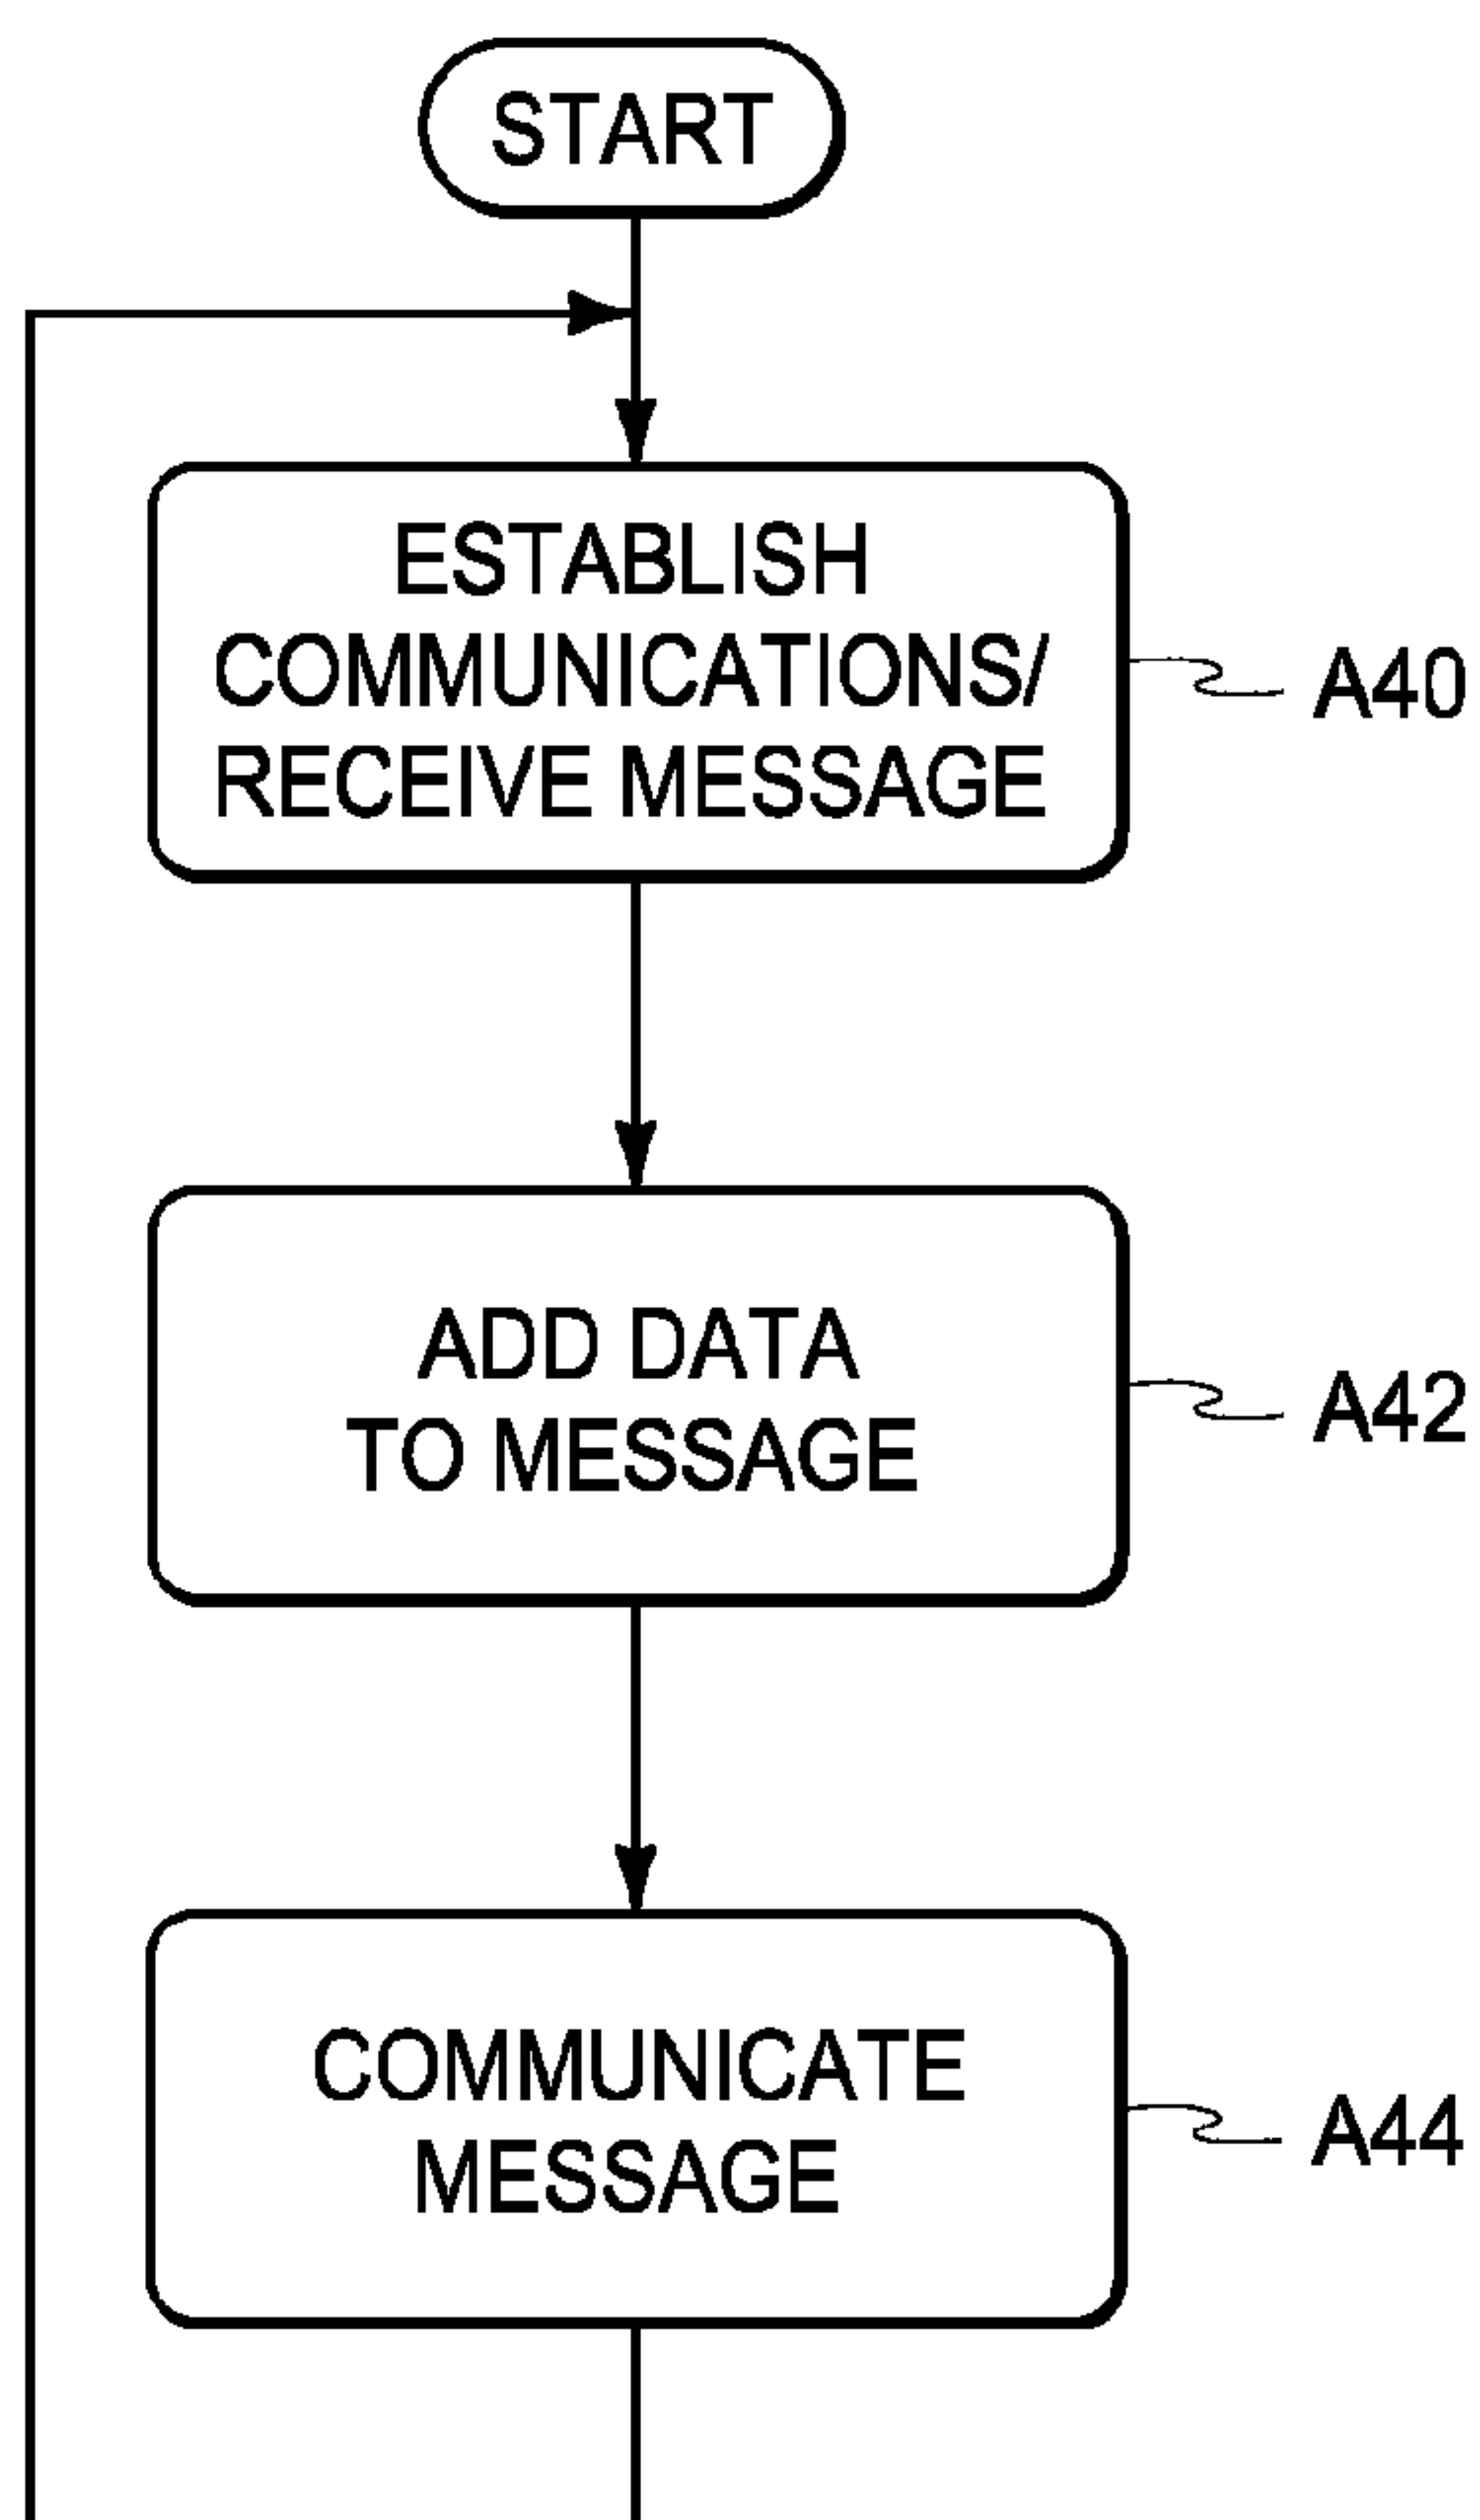 START
ESTABLISH
COMMUNICATIONS/
RECEIVE MESSAGE
A40
ADD DATA
TO MESSAGE
A42
COMMUNICATE
MESSAGE
A44